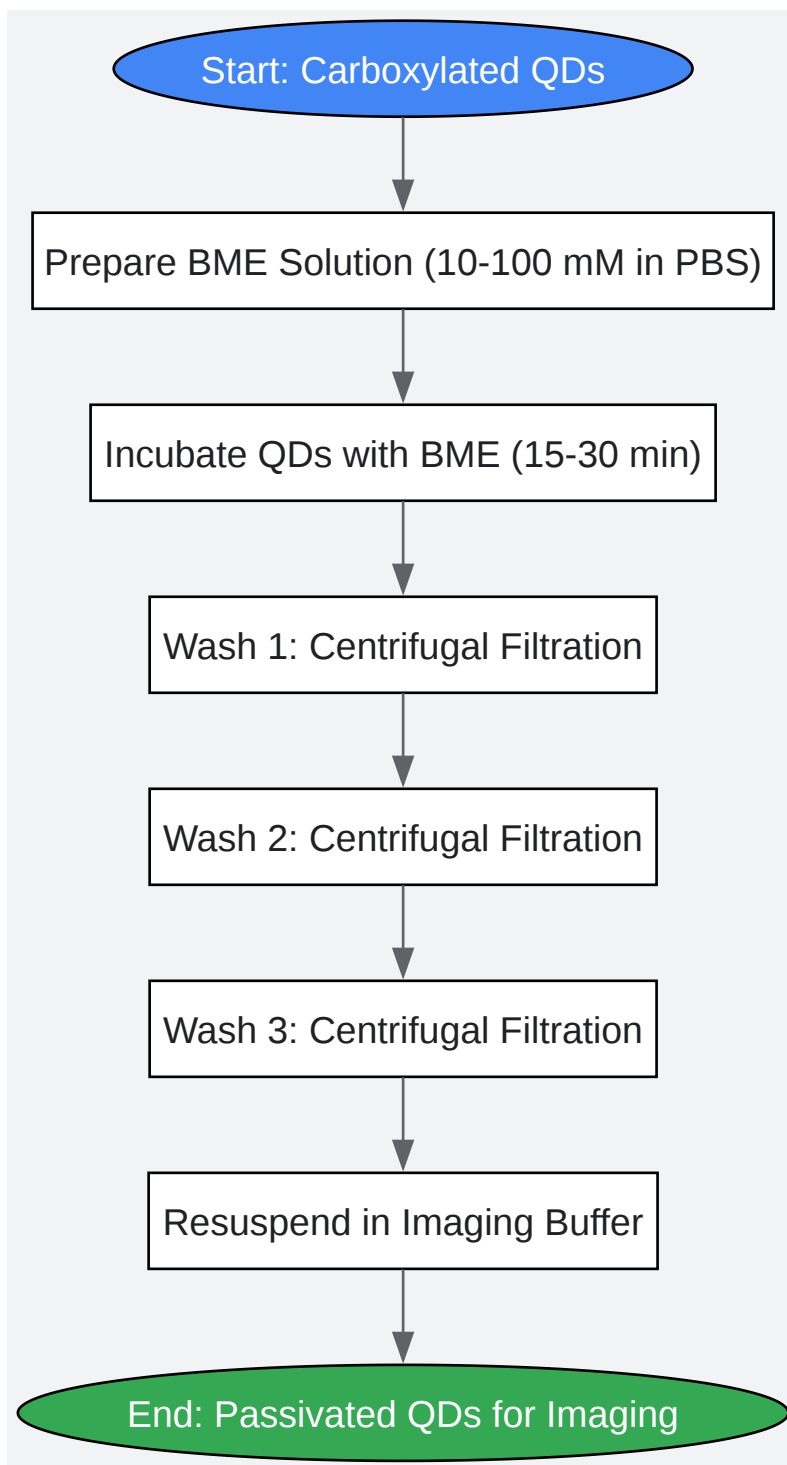 Start: Carboxylated QDs
Prepare BME Solution (10-100 mM in PBS)
Incubate QDs with BME (15-30 min)
Wash 1: Centrifugal Filtration
Wash 2: Centrifugal Filtration
Wash 3: Centrifugal Filtration
Resuspend in Imaging Buffer
End: Passivated QDs for Imaging